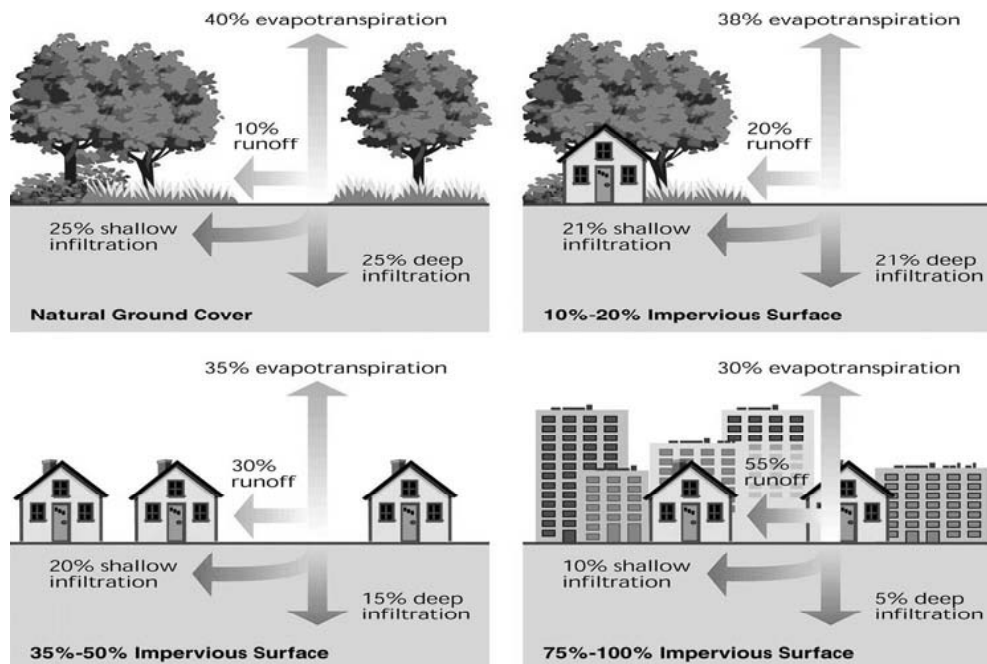 40% evapotranspiration
10%
runoff
25% shallow
infiltration
25% deep
infiltration
Natural Ground Cover
38% evapotranspiration
20%
runoff
21% shallow
infiltration
21% deep
infiltration
10%-20% Impervious Surface
35% evapotranspiration
30%
runoff
20% shallow
infiltration
15% deep
infiltration
35%-50% Impervious Surface
30% evapotranspiration
55%
runoff
10% shallow
infiltration
5% deep
infiltration
75%-100% Impervious Surface